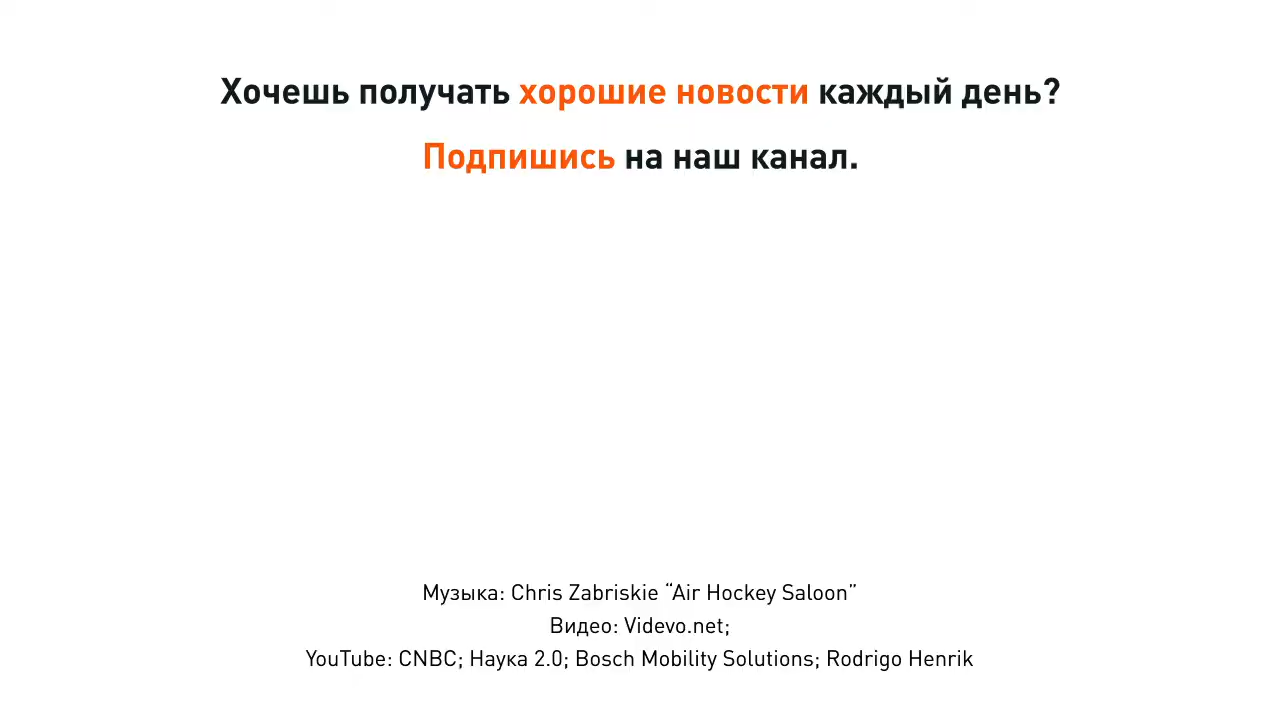 Хочешь получать хорошие новости каждый день?
Подпишись на наш канал.
Музыка: Chris Zabriskie “Air Hockey Saloon”
Видео: Videvo.net;
YouTube: CNBC; Наука 2.0; Bosch Mobility Solutions; Rodrigo Henrik